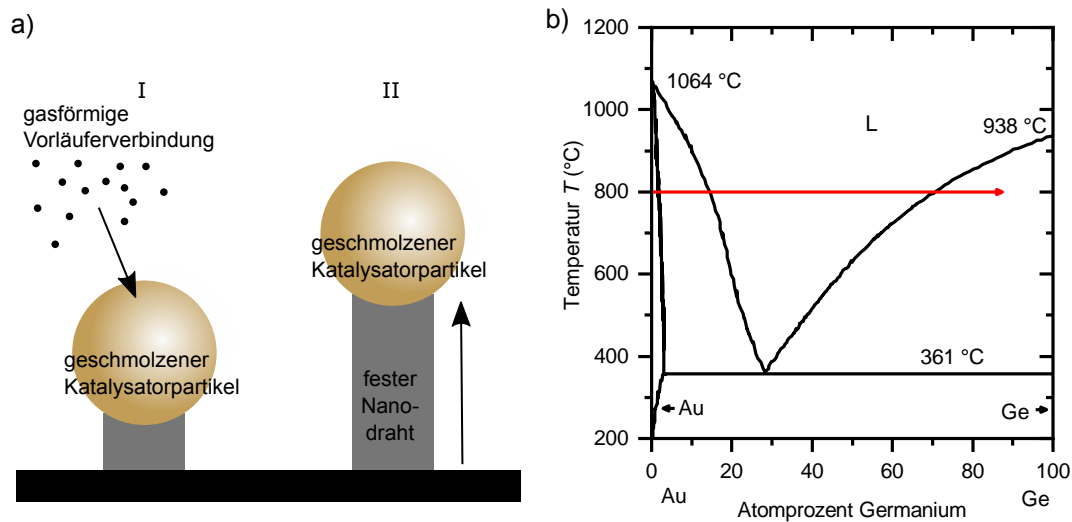 a)
I
II
gasförmige
Vorläuferverbindung
geschmolzener
Katalysatorpartikel
geschmolzener
Katalysatorpartikel
fester
Nano-
draht
b)
1200
1000
800
600
400
200
Temperatur T (°C)
1064 °C
L
938 °C
361 °C
Au
Ge
0
20
40
60
80
100
Au
Atomprozent Germanium
Ge